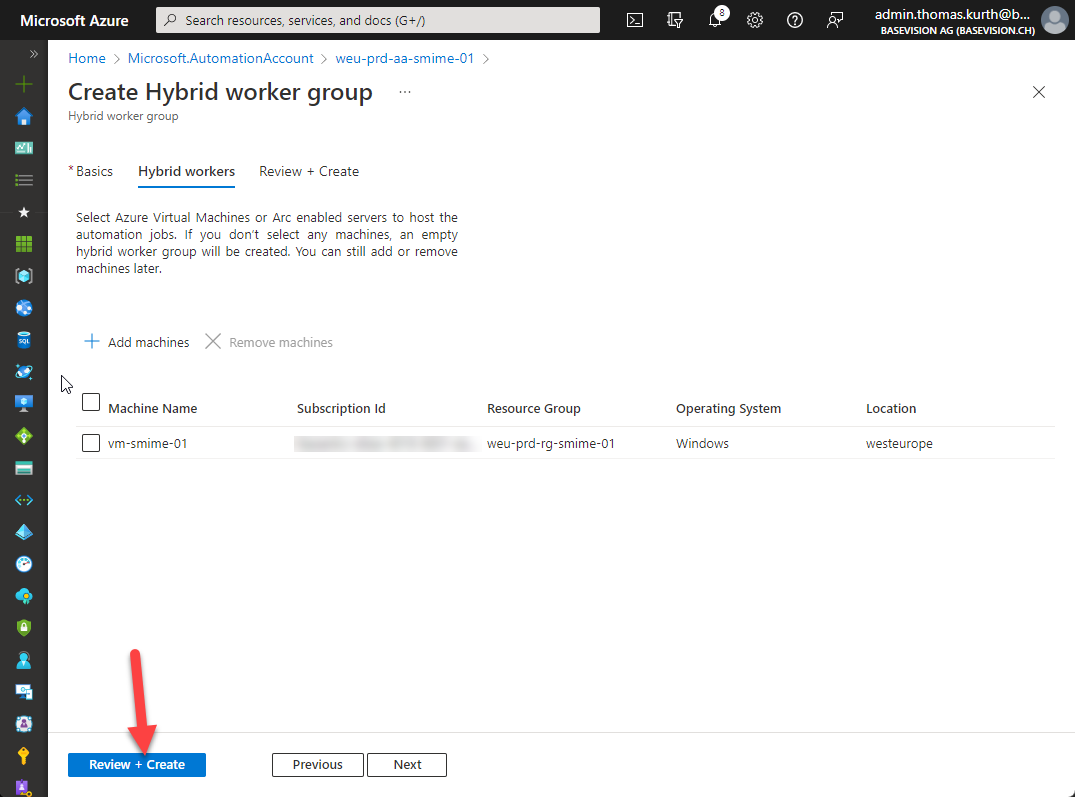 Microsoft Azure
Search resources, services, and docs (G+/)
8
admin.thomas.kurth@b...
BASEVISION AG (BASEVISION.CH)
Home > Microsoft.AutomationAccount > weu-prd-aa-smime-01 >
Create Hybrid worker group ...
Hybrid worker group
* Basics Hybrid workers Review + Create
Select Azure Virtual Machines or Arc enabled servers to host the
automation jobs. If you don't select any machines, an empty
hybrid worker group will be created. You can still add or remove
machines later.
Add machines Remove machines
Machine Name Subscription Id Resource Group Operating System Location
vm-smime-01 weu-prd-rg-smime-01 Windows westeurope
SQL
Review + Create Previous Next